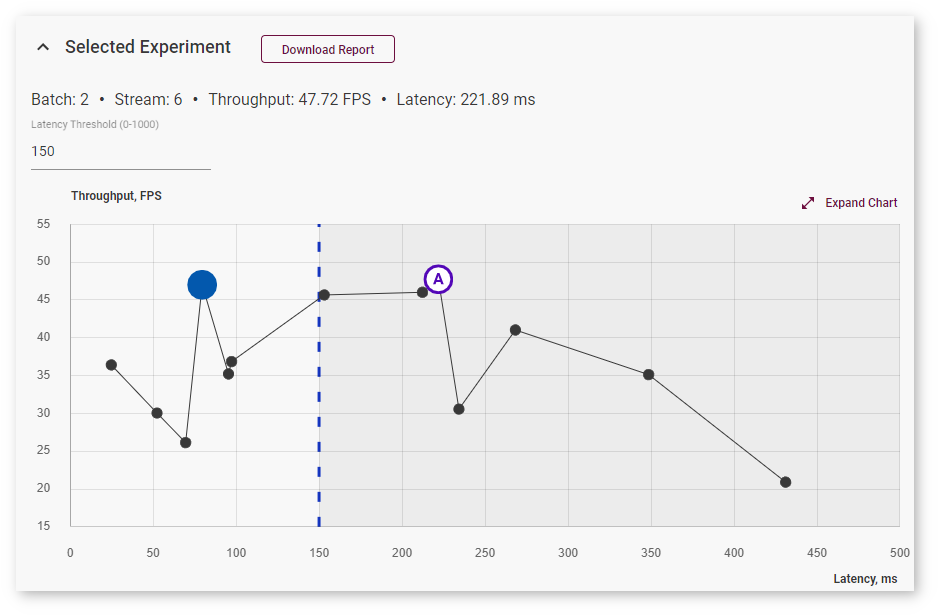 Selected Experiment
Download Report
Batch: 2 • Stream: 6 • Throughput: 47.72 FPS • Latency: 221.89 ms
Latency Threshold (0-1000)
150
Throughput, FPS
Expand Chart
55
50
45
40
35
30
25
20
15
A
0 50 100 150 200 250 300 350 400 450 500
Latency, ms